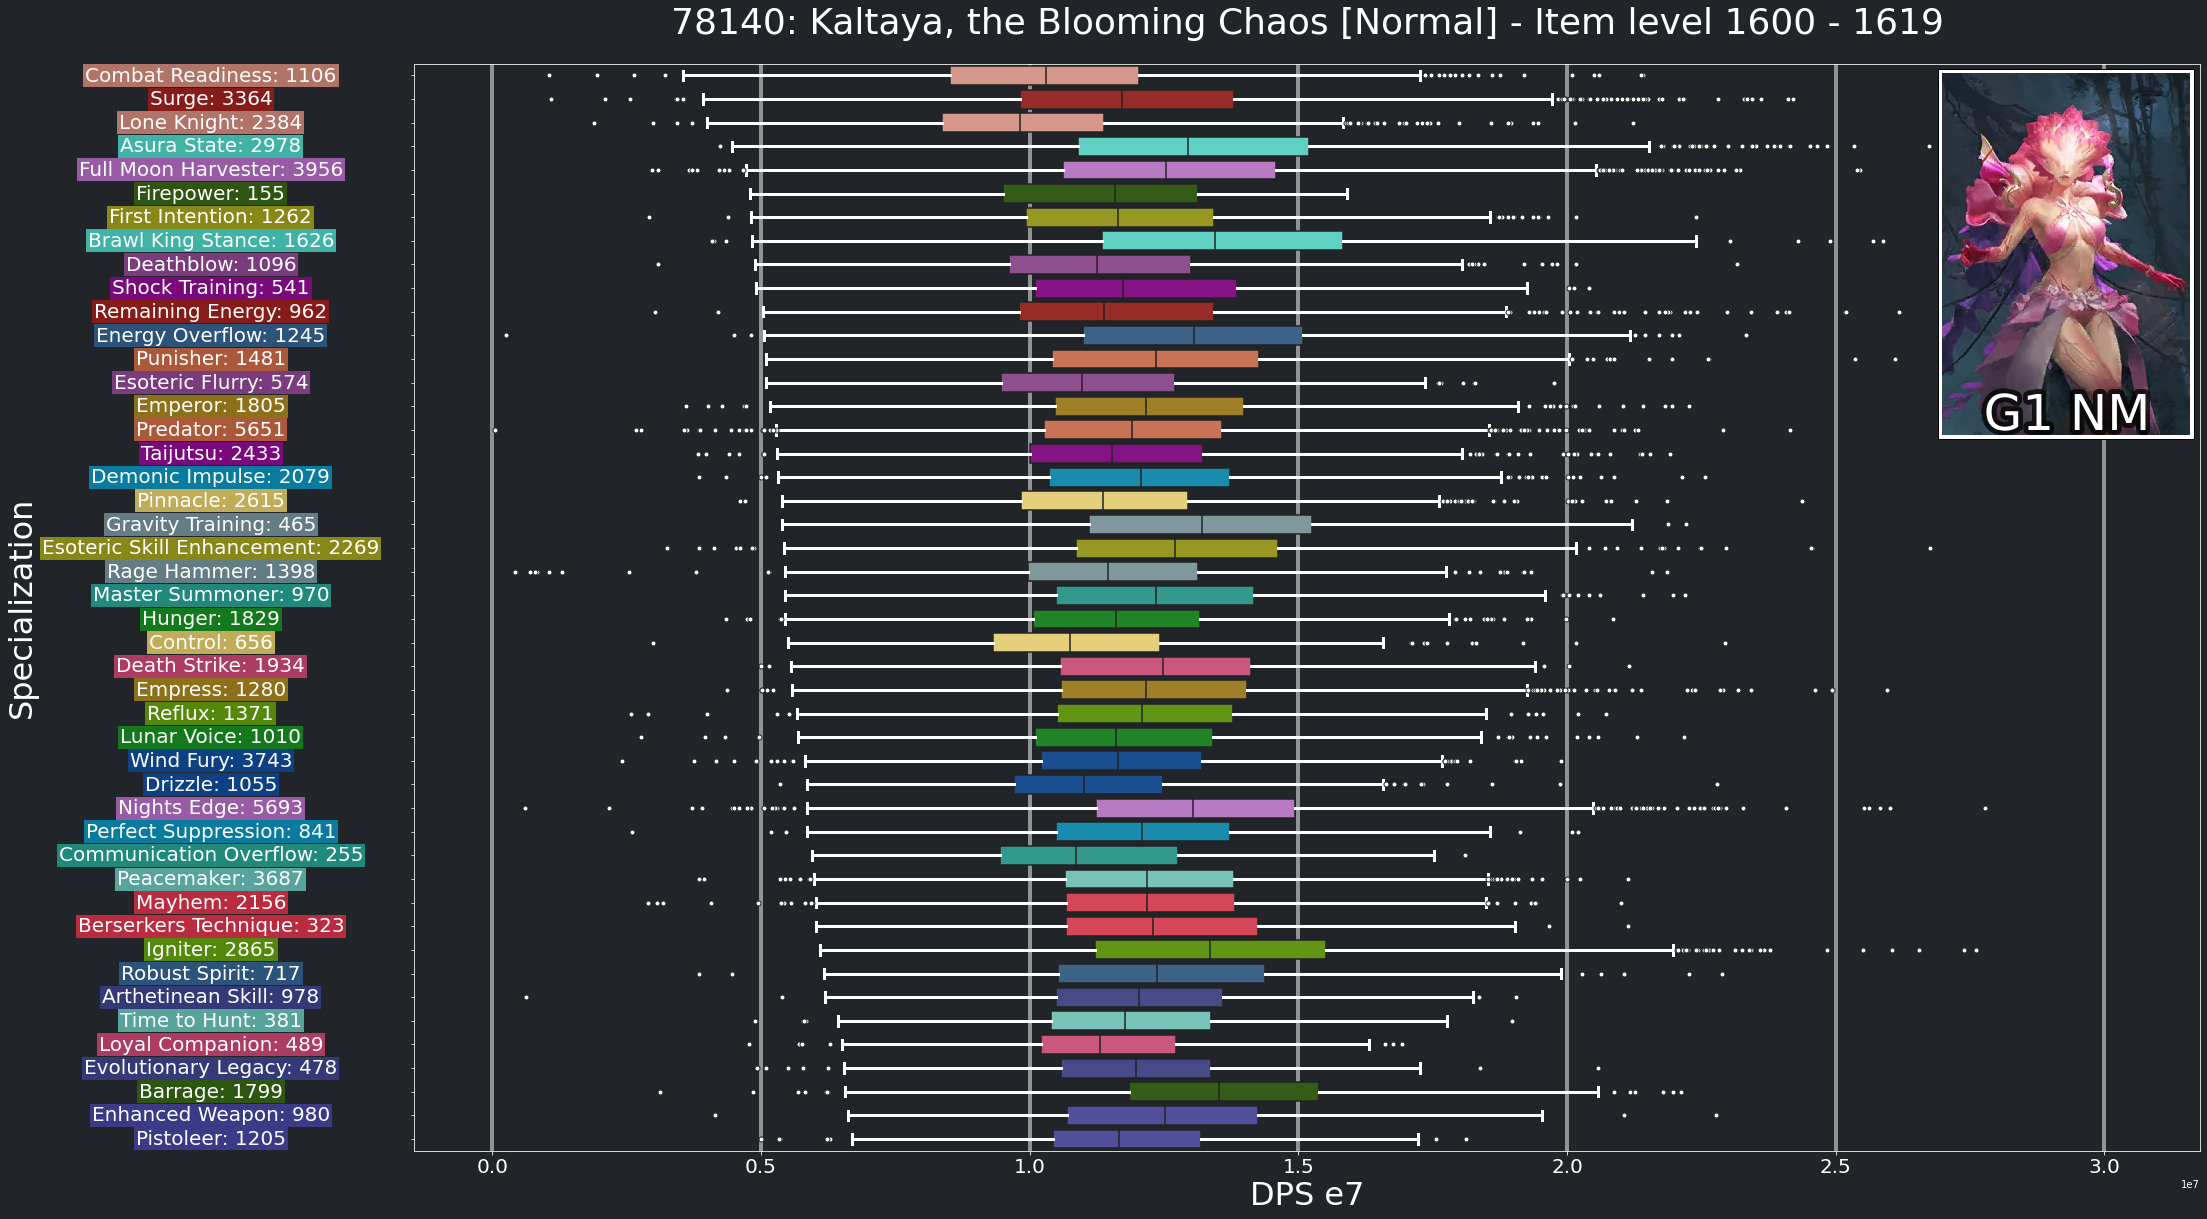 78140: Kaltaya, the Blooming Chaos [Normal] - Item level 1600 - 1619
Combat Readiness: 1106
Surge: 3364
Lone Knight: 2384
Asura State: 2978
Full Moon Harvester: 3956
Firepower: 155
First Intention: 1262
Brawl King Stance: 1626
Deathblow: 1096
Shock Training: 541
Remaining Energy: 962
Energy Overflow: 1245
Punisher: 1481
Esoteric Flurry: 574
Emperor: 1805
Predator: 5651
Taijutsu: 2433
Demonic Impulse: 2079
Pinnacle: 2615
Gravity Training: 465
Esoteric Skill Enhancement: 2269
Rage Hammer: 1398
Master Summoner: 970
Hunger: 1829
Control: 656
Death Strike: 1934
Empress: 1280
Reflux: 1371
Lunar Voice: 1010
Wind Fury: 3743
Drizzle: 1055
Nights Edge: 5693
Perfect Suppression: 841
Communication Overflow: 255
Peacemaker: 3687
Mayhem: 2156
Berserkers Technique: 323
Igniter: 2865
Robust Spirit: 717
Arthetinean Skill: 978
Time to Hunt: 381
Loyal Companion: 489
Evolutionary Legacy: 478
Barrage: 1799
Enhanced Weapon: 980
Pistoleer: 1205
Specialization
G1 NM
0.0 0.5 1.0 1.5 2.0 2.5 3.0
DPS e7
1e7